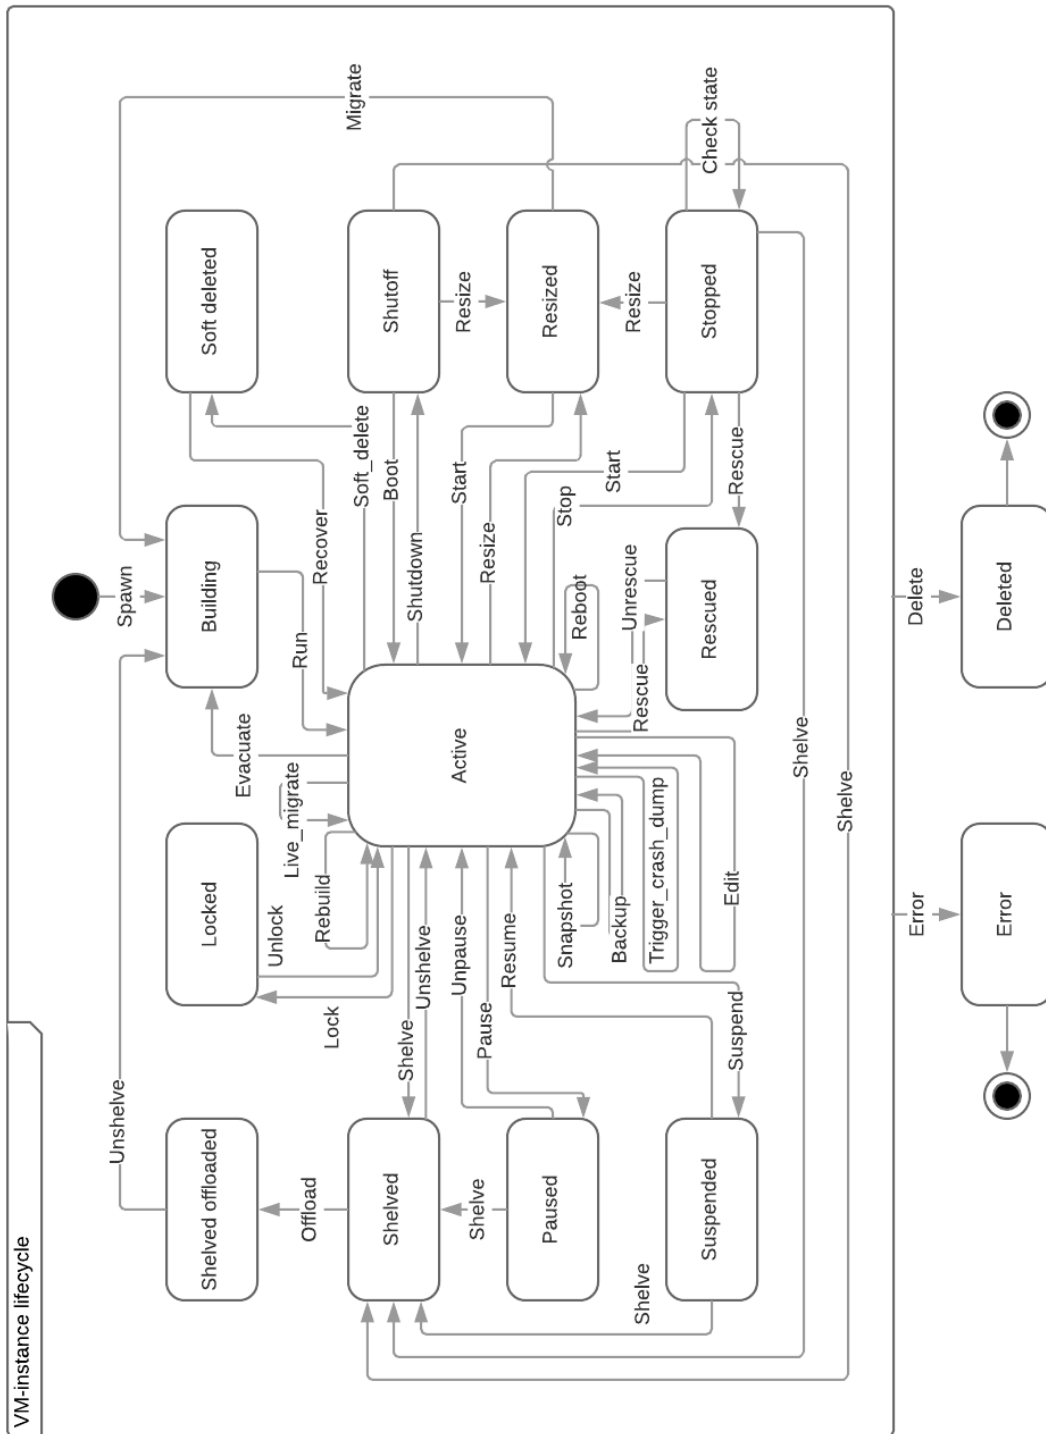 VM-instance lifecycle
Unshelve
Spawn
Migrate
Shelved offloaded
Locked
Building
Soft deleted
Unlock
Evacuate
Run
Recover
Offload
Lock
Live_migrate
Rebuild
Soft_delete
Shelved
Shelve
Unshelve
Boot
Shutdown
Shutoff
Shelve
Unpause
Active
Start
Resize
Pause
Resume
Resize
Paused
Resized
Snapshot
Reboot
Stop
Start
Backup
Unrescue
Rescue
Resize
Shelve
Trigger_crash_dump
Suspended
Rescued
Stopped
Check state
Suspend
Edit
Rescue
Shelve
Shelve
Error
Delete
Error
Deleted